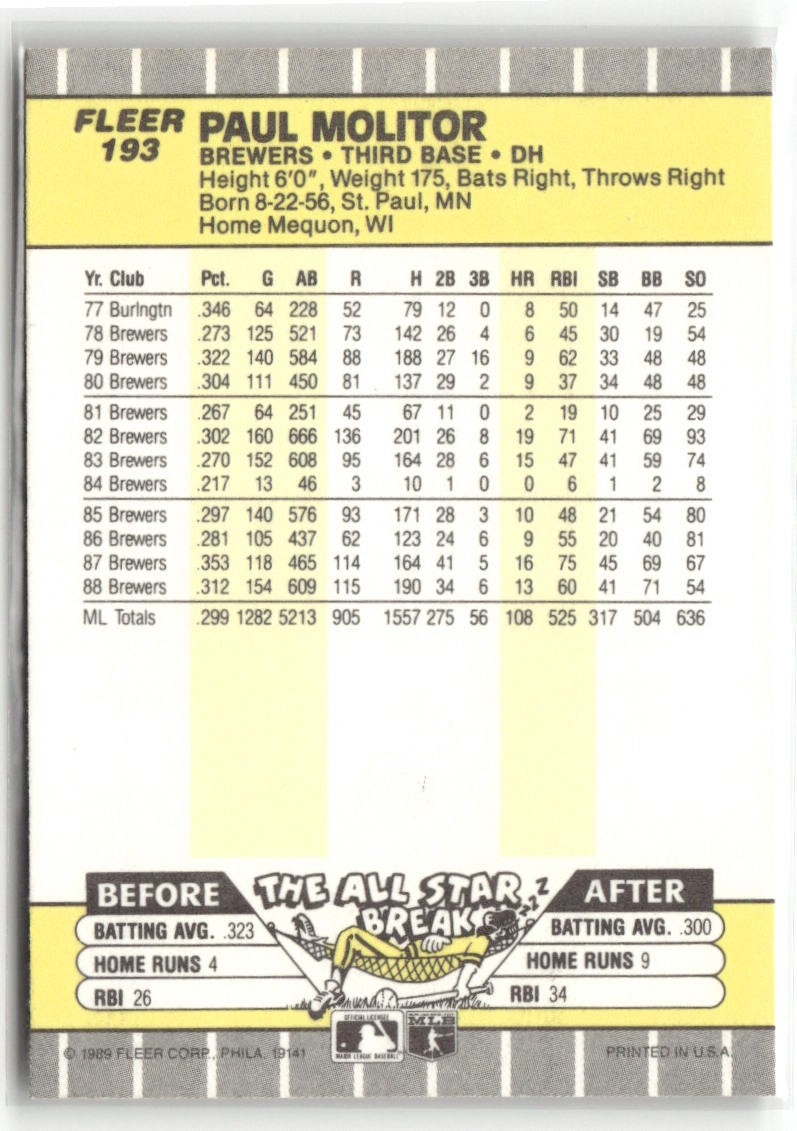 FLEER
193
PAUL MOLITOR
BREWERS • THIRD BASE • DH
Height 6'0", Weight 175, Bats Right, Throws Right
Born 8-22-56, St. Paul, MN
Home Mequon, WI
Yr. Club Pct. G AB R H 2B 3B HR RBI SB BB SO
77 Burlngtn .346 64 228 52 79 12 0 8 50 14 47 25
78 Brewers .273 125 521 73 142 26 4 6 45 30 19 54
79 Brewers .322 140 584 88 188 27 16 9 62 33 48 48
80 Brewers .304 111 450 81 137 29 2 9 37 34 48 48
81 Brewers .267 64 251 45 67 11 0 2 19 10 25 29
82 Brewers .302 160 666 136 201 26 8 19 71 41 69 93
83 Brewers .270 152 608 95 164 28 6 15 47 41 59 74
84 Brewers .217 13 46 3 10 1 0 0 6 1 2 8
85 Brewers .297 140 576 93 171 28 3 10 48 21 54 80
86 Brewers .281 105 437 62 123 24 6 9 55 20 40 81
87 Brewers .353 118 465 114 164 41 5 16 75 45 69 67
88 Brewers .312 154 609 115 190 34 6 13 60 41 71 54
ML Totals .299 1282 5213 905 1557 275 56 108 525 317 504 636
BEFORE THE ALL STAR BREAK ZZZZ AFTER
BATTING AVG. .323 BATTING AVG. .300
HOME RUNS 4 HOME RUNS 9
RBI 26 RBI 34
OFFICIAL LICENSEE
MAJOR LEAGUE BASEBALL
MLB
© 1989 FLEER CORP., PHILA. 19141 PRINTED IN U.S.A.